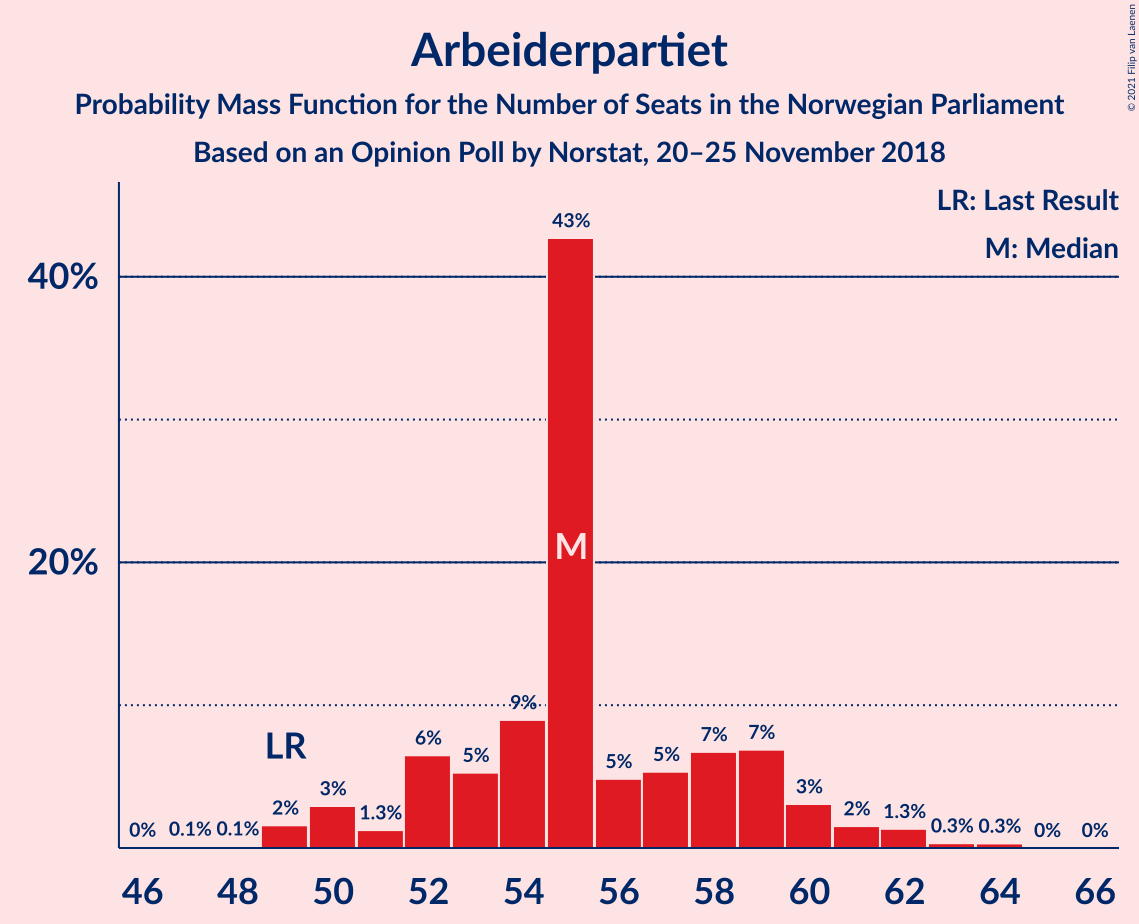 Arbeiderpartiet
Probability Mass Function for the Number of Seats in the Norwegian Parliament
Based on an Opinion Poll by Norstat, 20–25 November 2018
© 2021 Filip van Laenen
LR: Last Result
M: Median
40%
20%
43%
M
LR
0%
0.1%
0.1%
2%
3%
1.3%
6%
5%
9%
5%
5%
7%
7%
3%
2%
1.3%
0.3%
0.3%
0%
0%
46 48 50 52 54 56 58 60 62 64 66